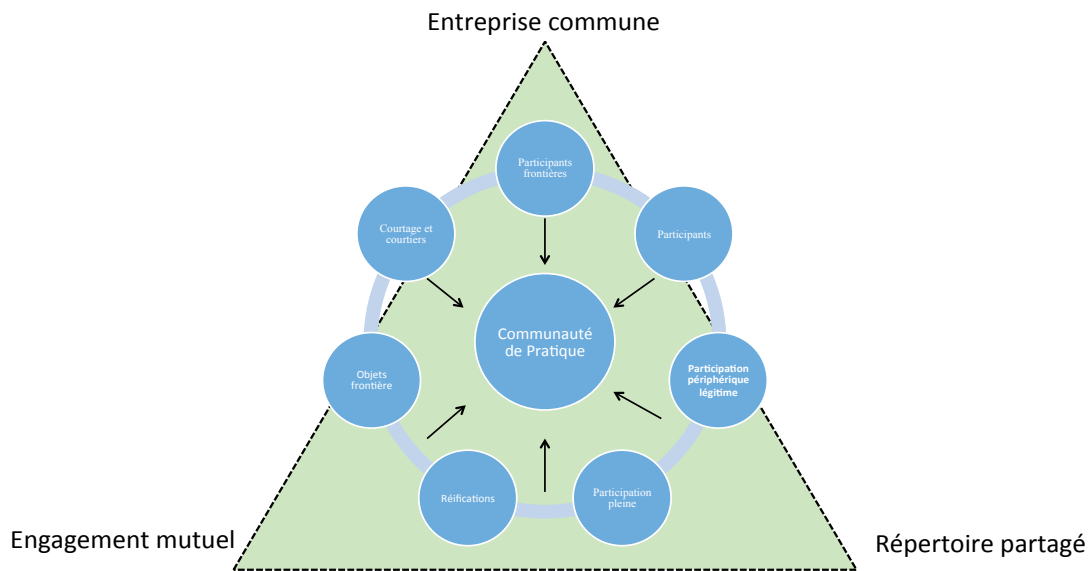 Entreprise commune
Participants
frontières
Courtage et
courtiers
Participants
Communauté
de Pratique
Objets
frontière
Participation
périphérique
légitime
Réifications
Participation
pleine
Engagement mutuel
Répertoire partagé